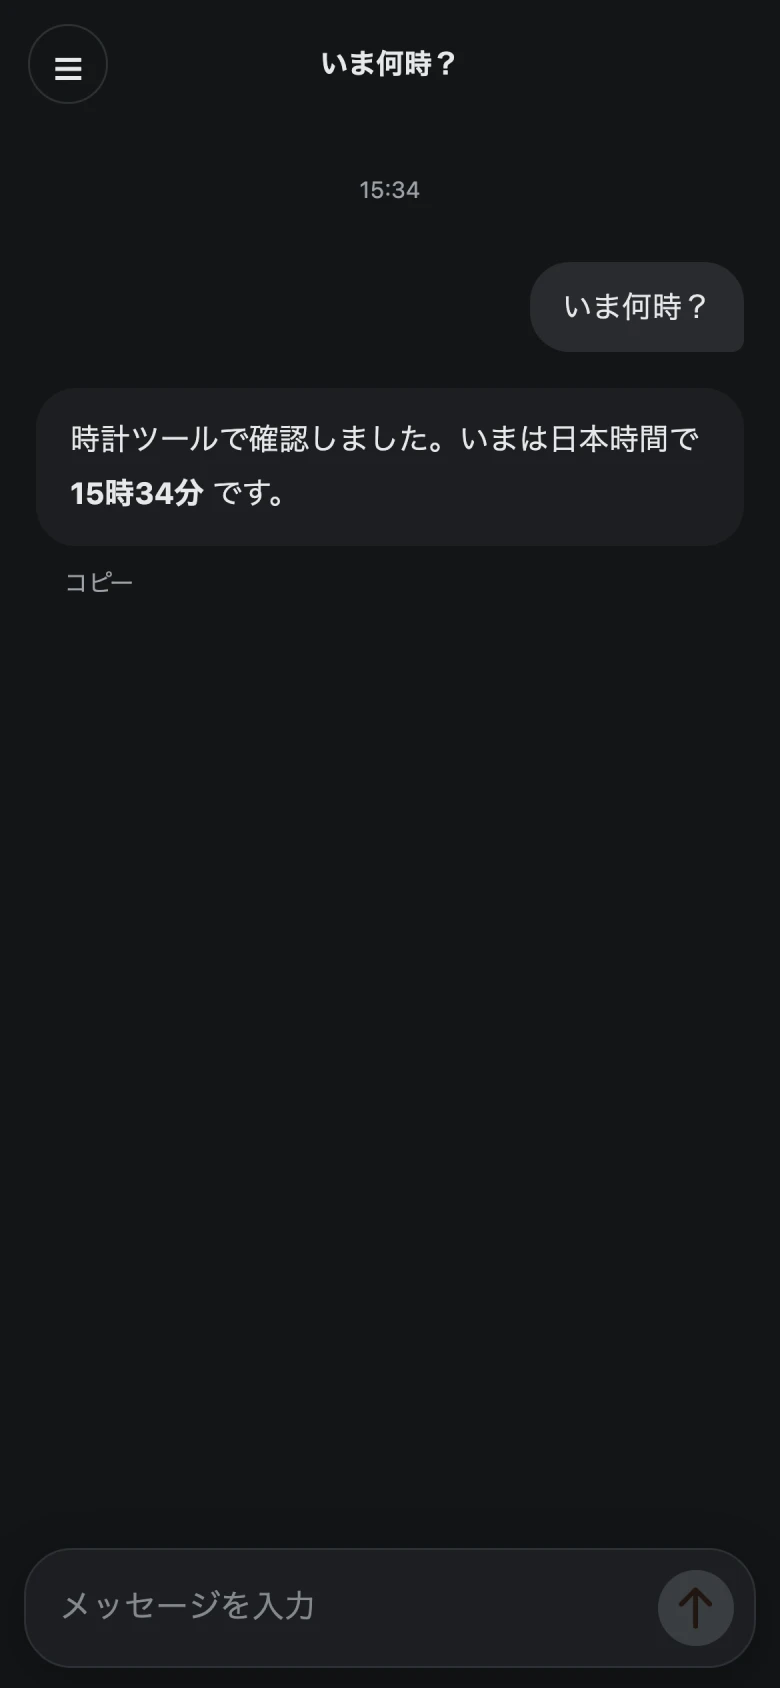 いま何時？
15:34
いま何時？
時計ツールで確認しました。いまは日本時間で
15時34分 です。
コピー
メッセージを入力